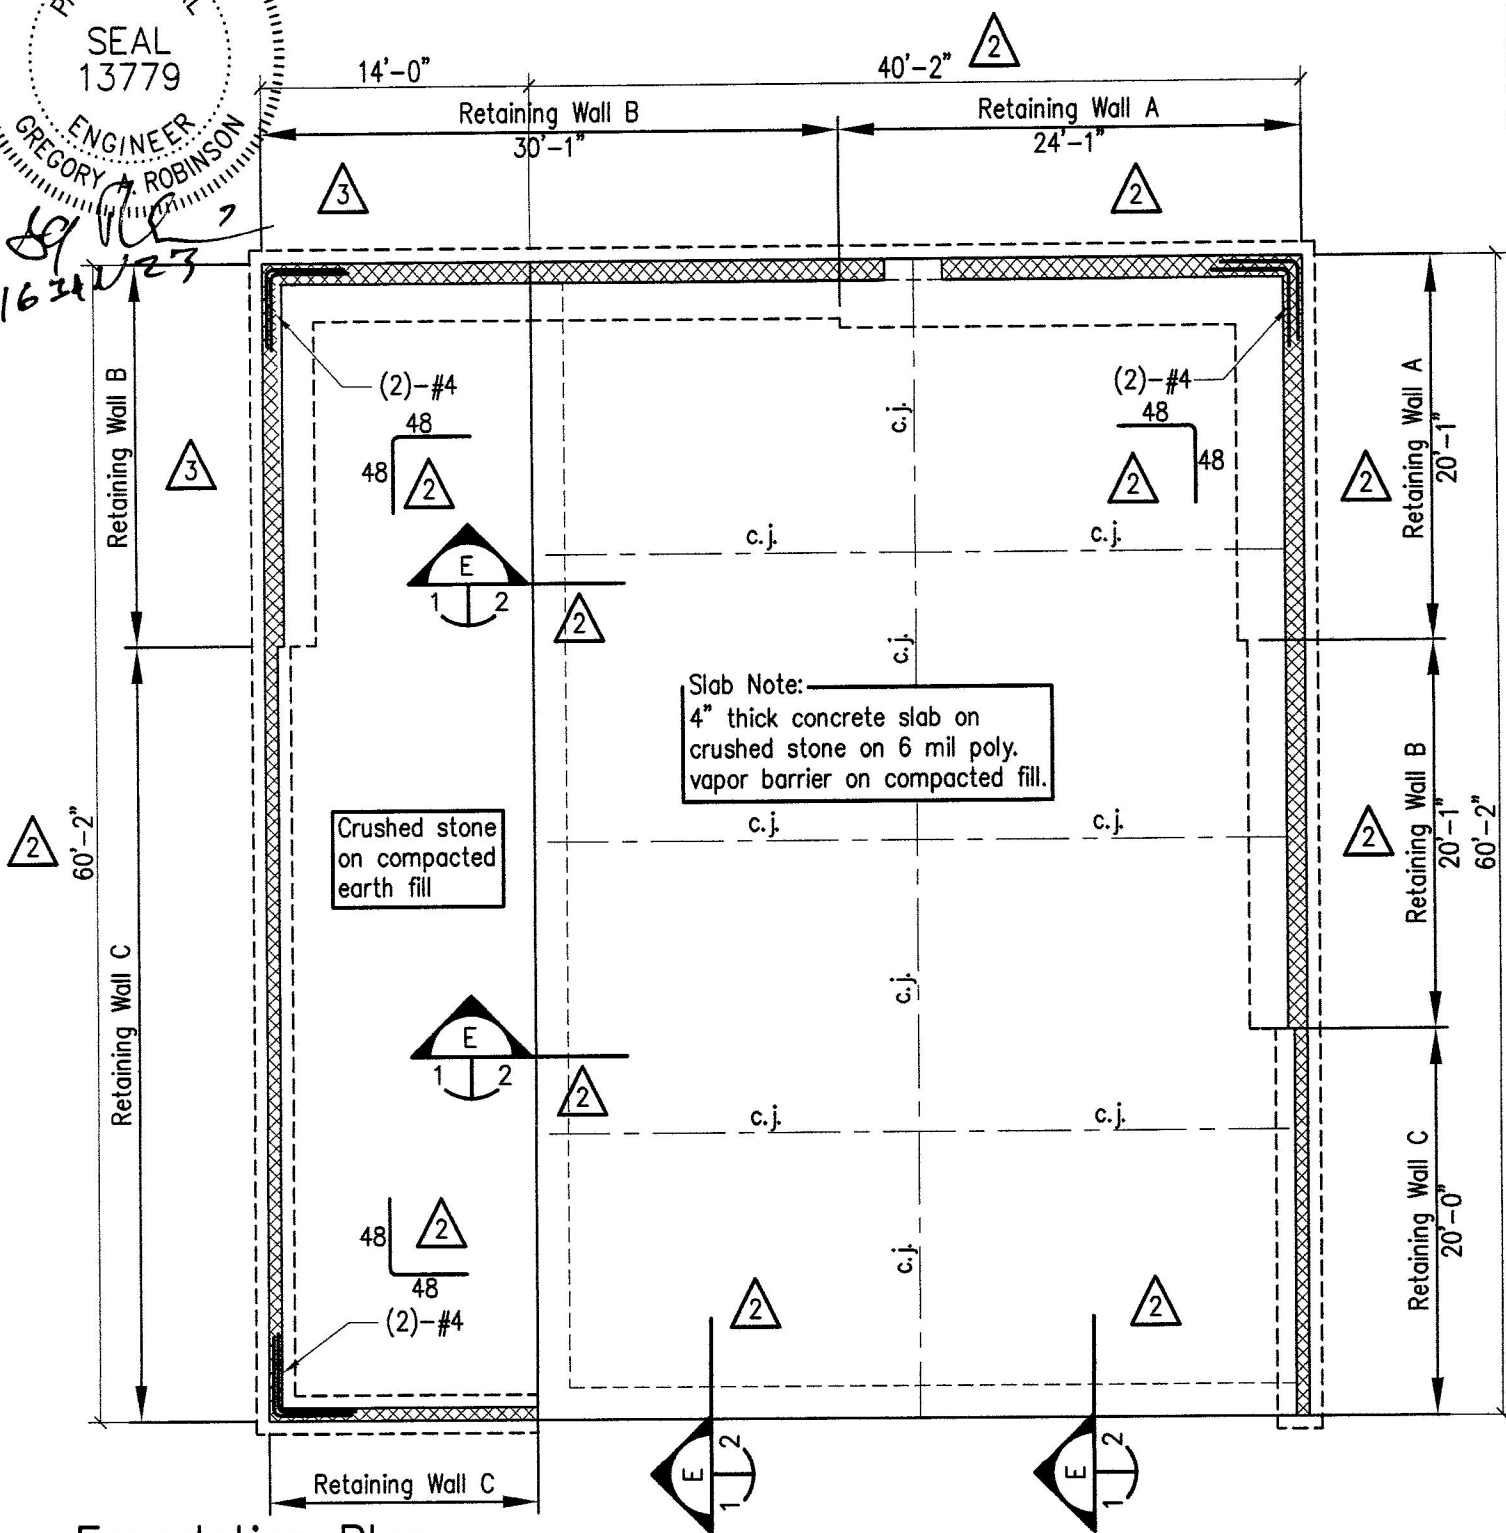 SEAL
13779
ENGINEER
GREGORY A. ROBINSON
14'-0"
40'-2"
2
Retaining Wall B
30'-1"
Retaining Wall A
24'-1"
3
2
(2)-#4
48
48
2
(2)-#4
48
48
2
Retaining Wall B
3
Retaining Wall A
20'-1"
2
c.j.
c.j.
c.j.
E
1 2
2
c.j.
Slab Note:
4" thick concrete slab on
crushed stone on 6 mil poly.
vapor barrier on compacted fill.
Crushed stone
on compacted
earth fill
2
60'-2"
c.j.
c.j.
2
Retaining Wall B
20'-1"
60'-2"
Retaining Wall C
c.j.
E
1 2
2
c.j.
c.j.
Retaining Wall C
20'-0"
48
48
2
(2)-#4
c.j.
2
2
E
1 2
E
1 2
Retaining Wall C